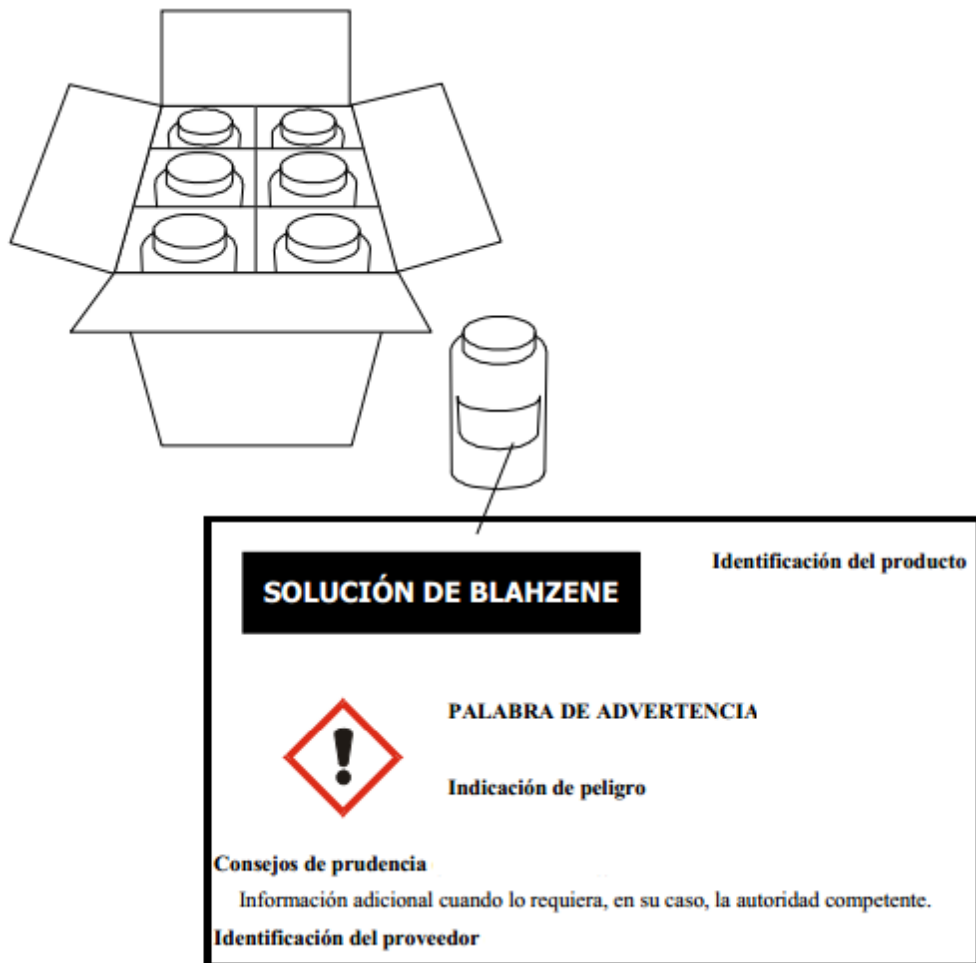 Identificación del producto
SOLUCIÓN DE BLAHZENE
PALABRA DE ADVERTENCIA
Indicación de peligro
Consejos de prudencia
Información adicional cuando lo requiera, en su caso, la autoridad competente.
Identificación del proveedor